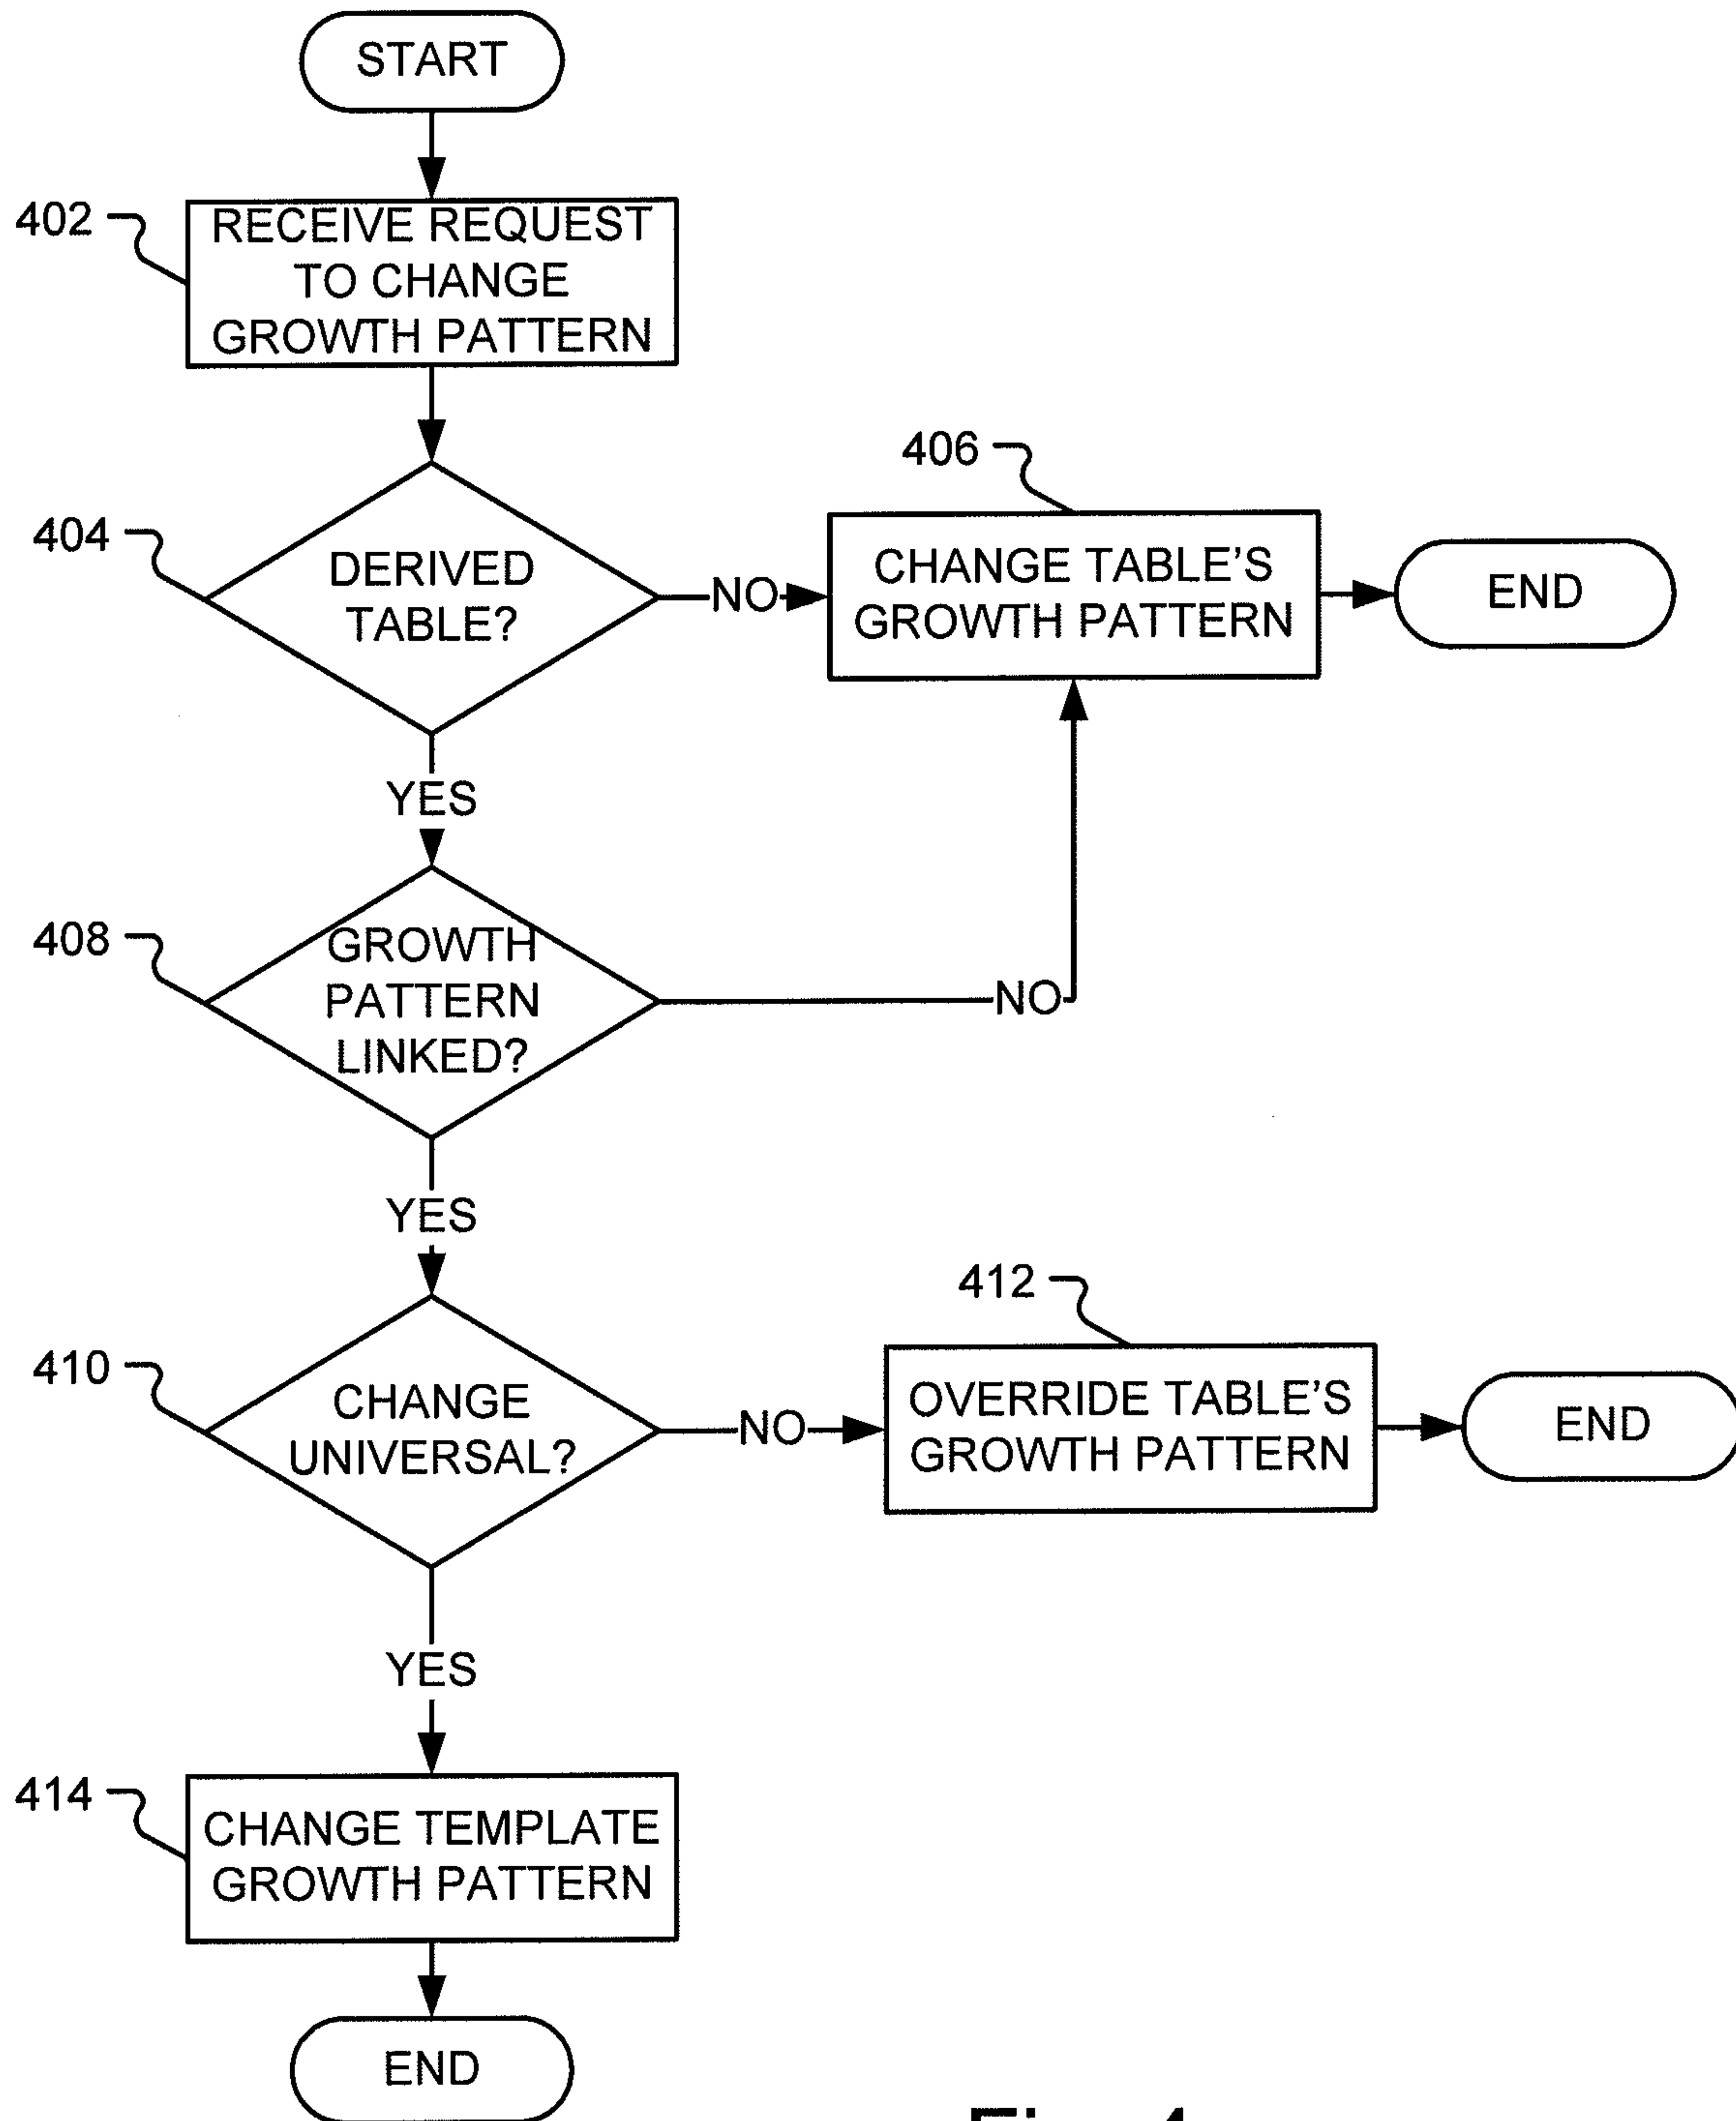 START
402
RECEIVE REQUEST
TO CHANGE
GROWTH PATTERN
404
DERIVED
TABLE?
NO
406
CHANGE TABLE'S
GROWTH PATTERN
END
YES
408
GROWTH
PATTERN
LINKED?
NO
YES
410
CHANGE
UNIVERSAL?
NO
412
OVERRIDE TABLE'S
GROWTH PATTERN
END
YES
414
CHANGE TEMPLATE
GROWTH PATTERN
END